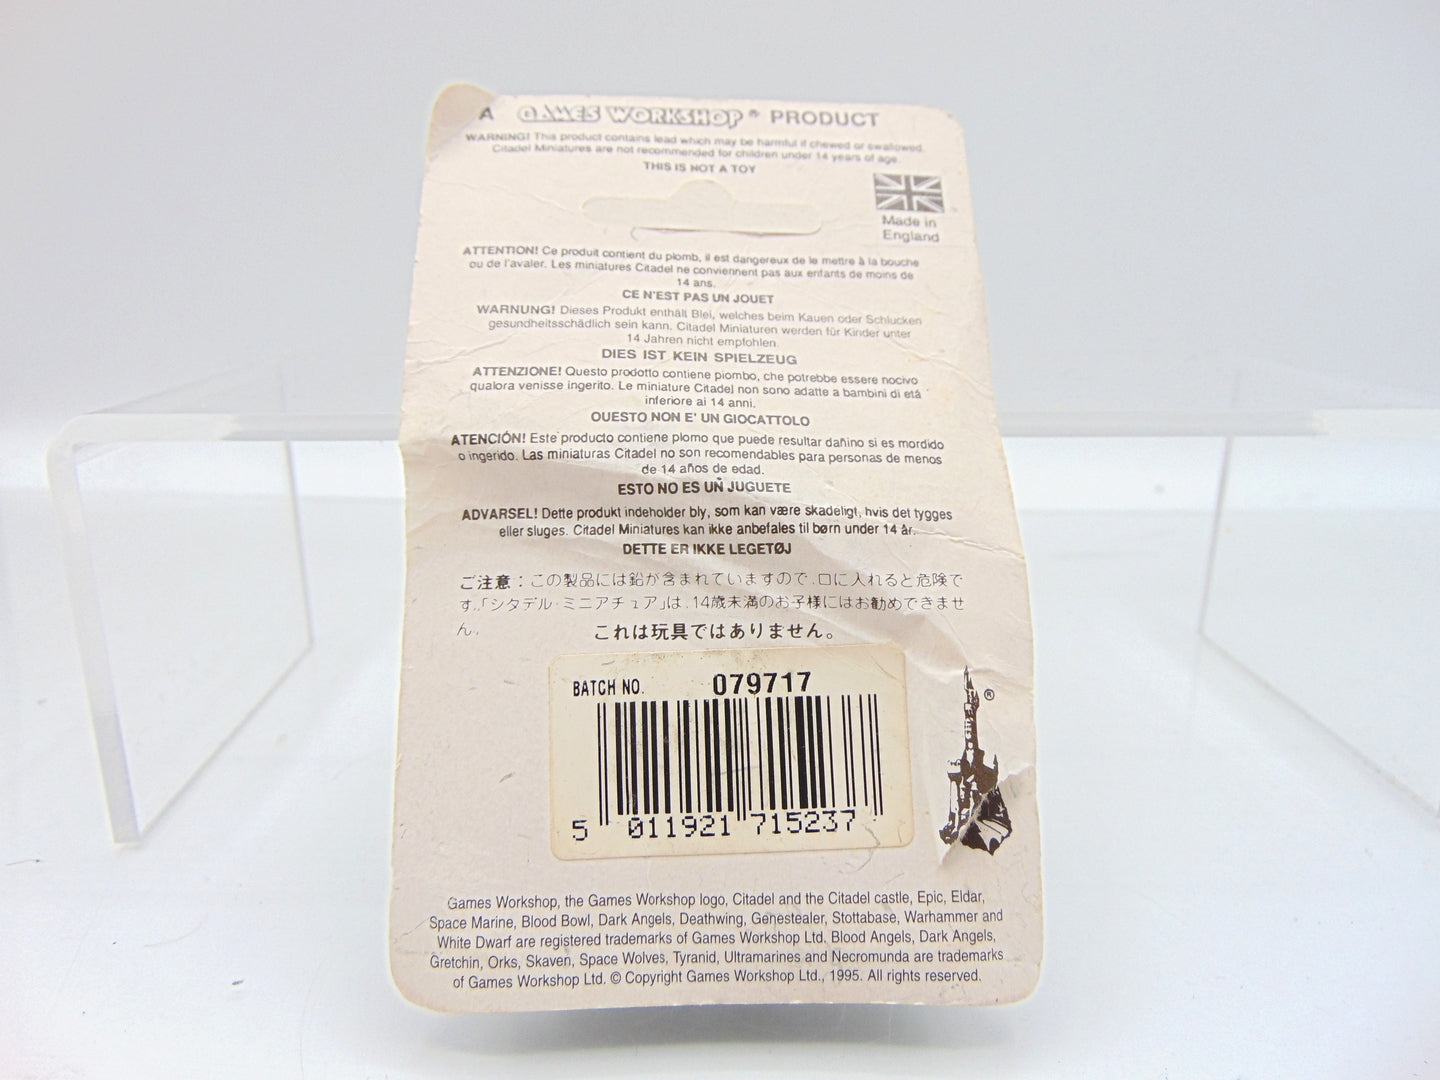 A GAMES WORKSHOP ® PRODUCT
WARNING! This product contains lead which may be harmful if chewed or swallowed.
Citadel Miniatures are not recommended for children under 14 years of age.
THIS IS NOT A TOY
Made in
England
ATTENTION! Ce produit contient du plomb, il est dangereux de le mettre à la bouche
ou de l'avaler. Les miniatures Citadel ne conviennent pas aux enfants de moins de
14 ans.
CE N'EST PAS UN JOUET
WARNUNG! Dieses Produkt enthält Blei, welches beim Kauen oder Schlucken
gesundheitsschädlich sein kann. Citadel Miniaturen werden für Kinder unter
14 Jahren nicht empfohlen.
DIES IST KEIN SPIELZEUG
ATTENZIONE! Questo prodotto contiene piombo, che potrebbe essere nocivo
qualora venisse ingerito. Le miniature Citadel non sono adatte a bambini di etá
inferiore ai 14 anni.
QUESTO NON E' UN GIOCATTOLO
ATENCIÓN! Este producto contiene plomo que puede resultar dañino si es mordido
o ingerido. Las miniaturas Citadel no son recomendables para personas de menos
de 14 años de edad.
ESTO NO ES UN JUGUETE
ADVARSEL! Dette produkt indeholder bly, som kan være skadeligt, hvis det tygges
eller sluges. Citadel Miniatures kan ikke anbefales til børn under 14 år.
DETTE ER IKKE LEGETØJ
ご注意：この製品には鉛が含まれていますので、口に入れると危険で
す。「シタデル・ミニアチュア」は、14歳未満のお子様にはお勧めできませ
ん。
これは玩具ではありません。
BATCH NO. 079717
5 011921 715237
®
Games Workshop, the Games Workshop logo, Citadel and the Citadel castle, Epic, Eldar,
Space Marine, Blood Bowl, Dark Angels, Deathwing, Genestealer, Stottabase, Warhammer and
White Dwarf are registered trademarks of Games Workshop Ltd. Blood Angels, Dark Angels,
Gretchin, Orks, Skaven, Space Wolves, Tyranid, Ultramarines and Necromunda are trademarks
of Games Workshop Ltd. © Copyright Games Workshop Ltd., 1995. All rights reserved.